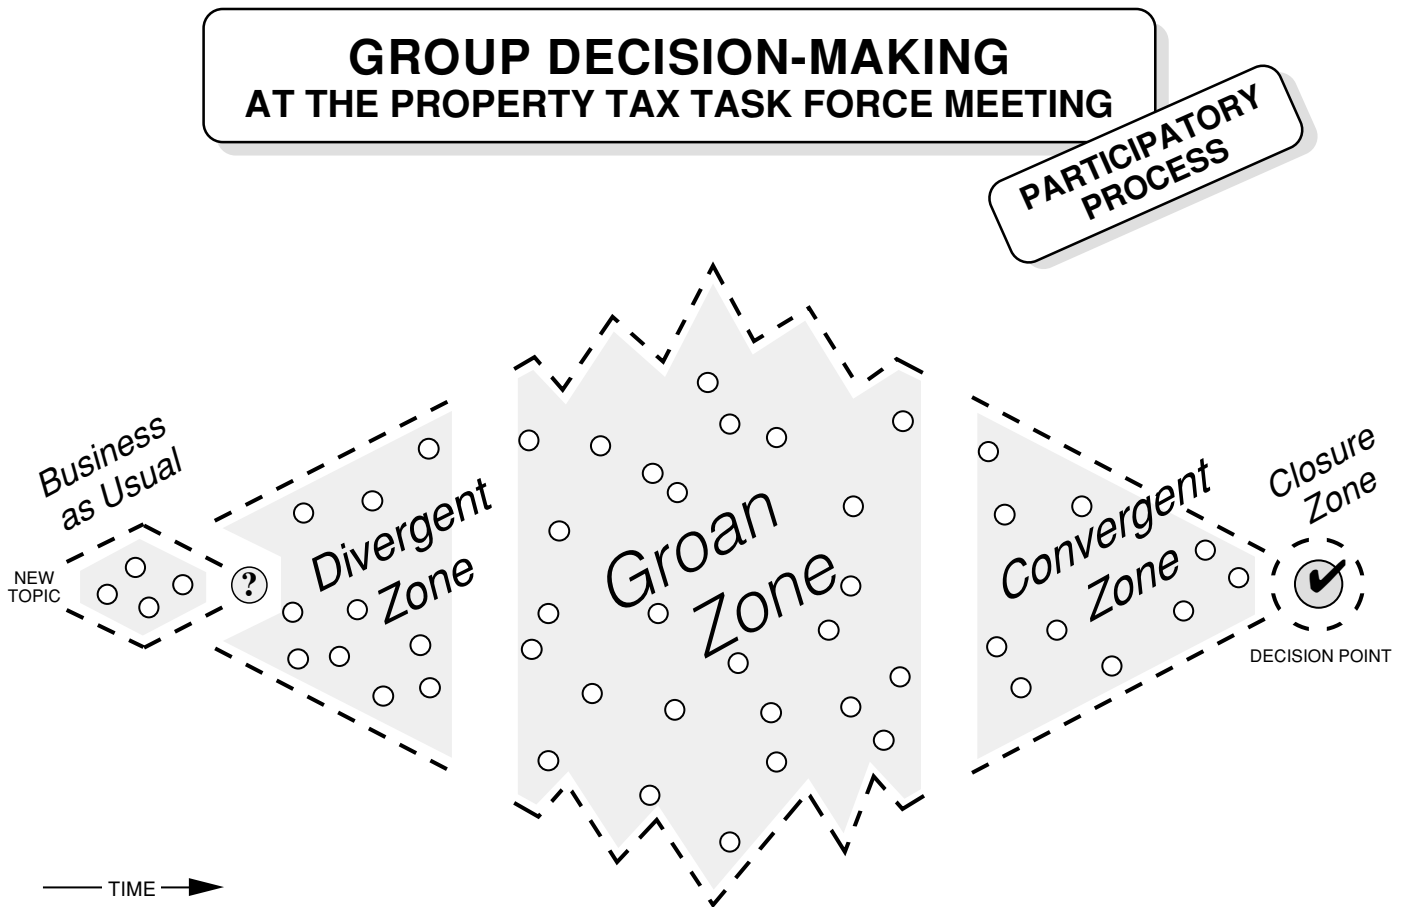 GROUP DECISION-MAKING
AT THE PROPERTY TAX TASK FORCE MEETING
PARTICIPATORY
PROCESS
Business
as Usual
NEW
TOPIC
?
Divergent
Zone
Groan
Zone
Convergent
Zone
Closure
Zone
DECISION POINT
TIME